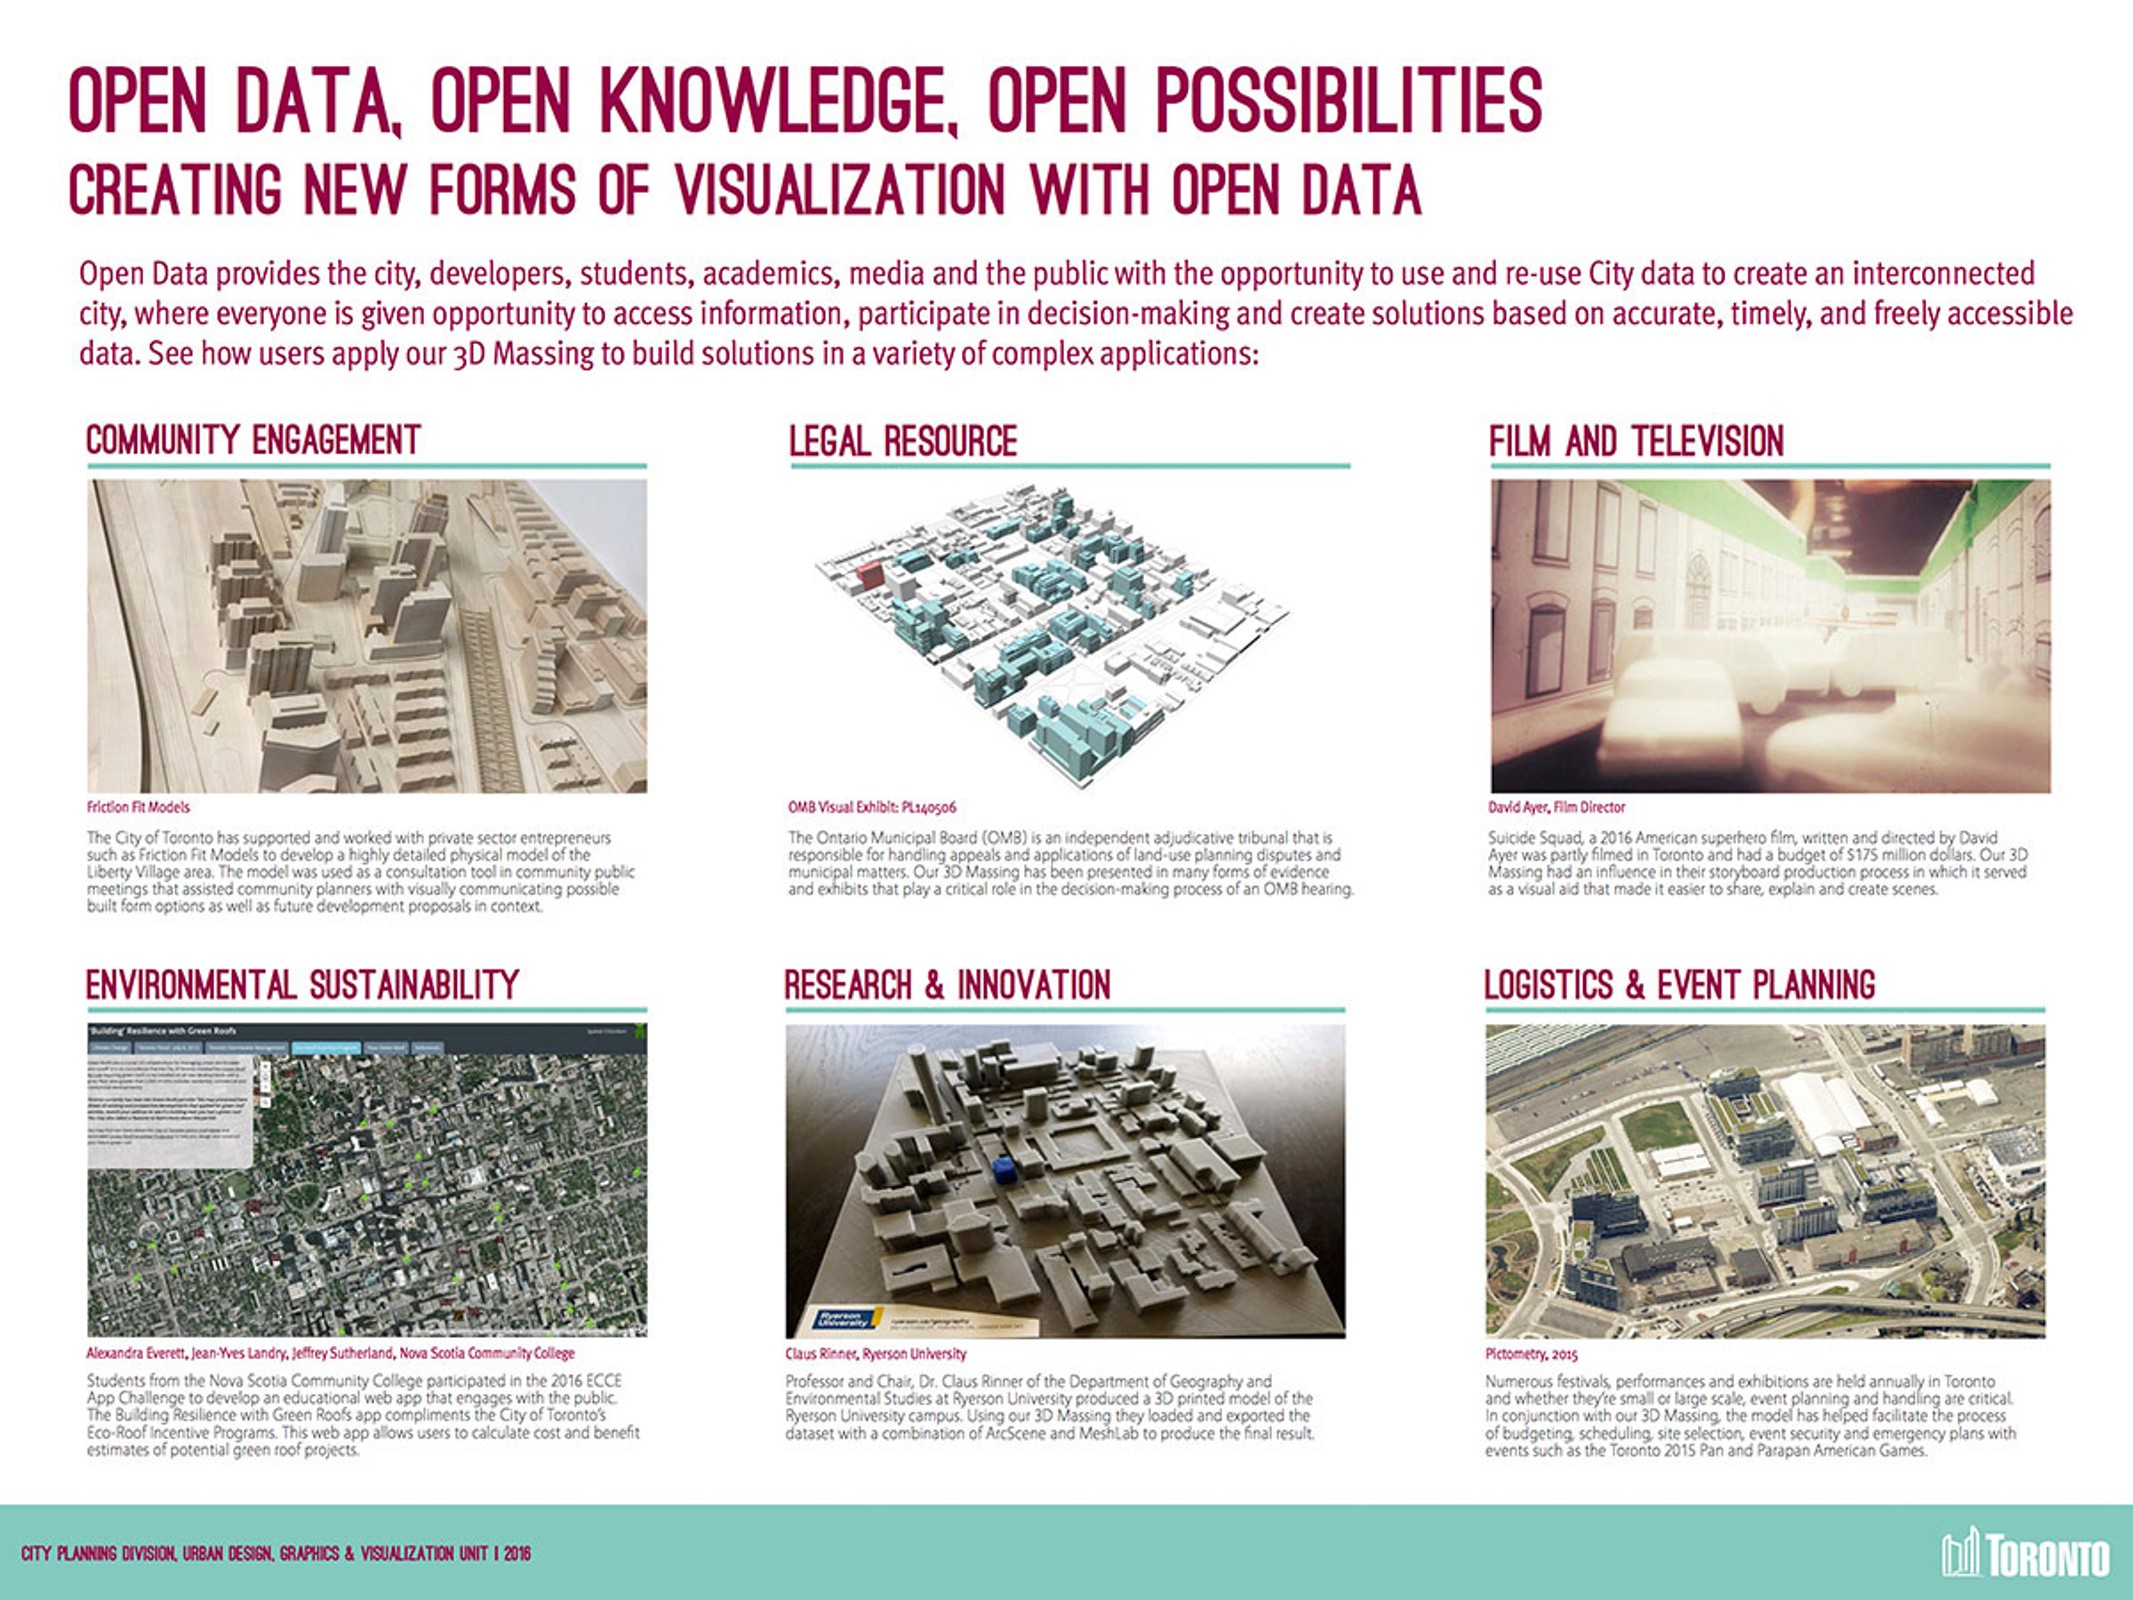 OPEN DATA, OPEN KNOWLEDGE, OPEN POSSIBILITIES
CREATING NEW FORMS OF VISUALIZATION WITH OPEN DATA
Open Data provides the city, developers, students, academics, media and the public with the opportunity to use and re-use City data to create an interconnected
city, where everyone is given opportunity to access information, participate in decision-making and create solutions based on accurate, timely, and freely accessible
data. See how users apply our 3D Massing to build solutions in a variety of complex applications:
COMMUNITY ENGAGEMENT
Friction Fit Models
The City of Toronto has supported and worked with private sector entrepreneurs
such as Friction Fit Models to develop a highly detailed physical model of the
Liberty Village area. The model was used as a consultation tool in community public
meetings that assisted community planners with visually communicating possible
built form options as well as future development proposals in context.
LEGAL RESOURCE
OMB Visual Exhibit: PL140506
The Ontario Municipal Board (OMB) is an independent adjudicative tribunal that is
responsible for handling appeals and applications of land-use planning disputes and
municipal matters. Our 3D Massing has been presented in many forms of evidence
and exhibits that play a critical role in the decision-making process of an OMB hearing.
FILM AND TELEVISION
David Ayer, Film Director
Suicide Squad, a 2016 American superhero film, written and directed by David
Ayer was partly filmed in Toronto and had a budget of $175 million dollars. Our 3D
Massing had an influence in their storyboard production process in which it served
as a visual aid that made it easier to share, explain and create scenes.
ENVIRONMENTAL SUSTAINABILITY
'Building' Resilience with Green Roofs
Alexandra Everett, Jean-Yves Landry, Jeffrey Sutherland, Nova Scotia Community College
Students from the Nova Scotia Community College participated in the 2016 ECCE
App Challenge to develop an educational web app that engages with the public.
The Building Resilience with Green Roofs app compliments the City of Toronto's
Eco-Roof Incentive Programs. This web app allows users to calculate cost and benefit
estimates of potential green roof projects.
RESEARCH & INNOVATION
Ryerson
University
ryerson.ca/geography
Claus Rinner, Ryerson University
Professor and Chair, Dr. Claus Rinner of the Department of Geography and
Environmental Studies at Ryerson University produced a 3D printed model of the
Ryerson University campus. Using our 3D Massing they loaded and exported the
dataset with a combination of ArcScene and MeshLab to produce the final result.
LOGISTICS & EVENT PLANNING
Pictometry, 2015
Numerous festivals, performances and exhibitions are held annually in Toronto
and whether they're small or large scale, event planning and handling are critical.
In conjunction with our 3D Massing, the model has helped facilitate the process
of budgeting, scheduling, site selection, event security and emergency plans with
events such as the Toronto 2015 Pan and Parapan American Games.
CITY PLANNING DIVISION, URBAN DESIGN, GRAPHICS & VISUALIZATION UNIT | 2016
TORONTO